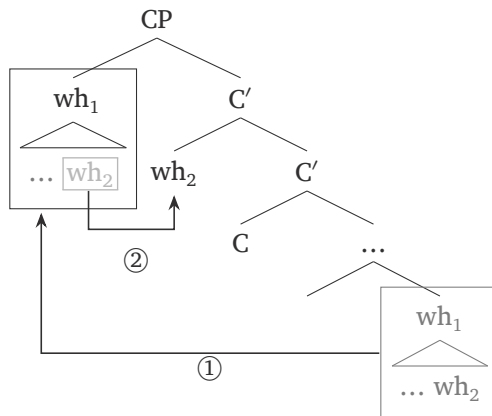 CP
wh₁ C′
... wh₂ wh₂ C′
② C ...
wh₁
①
... wh₂